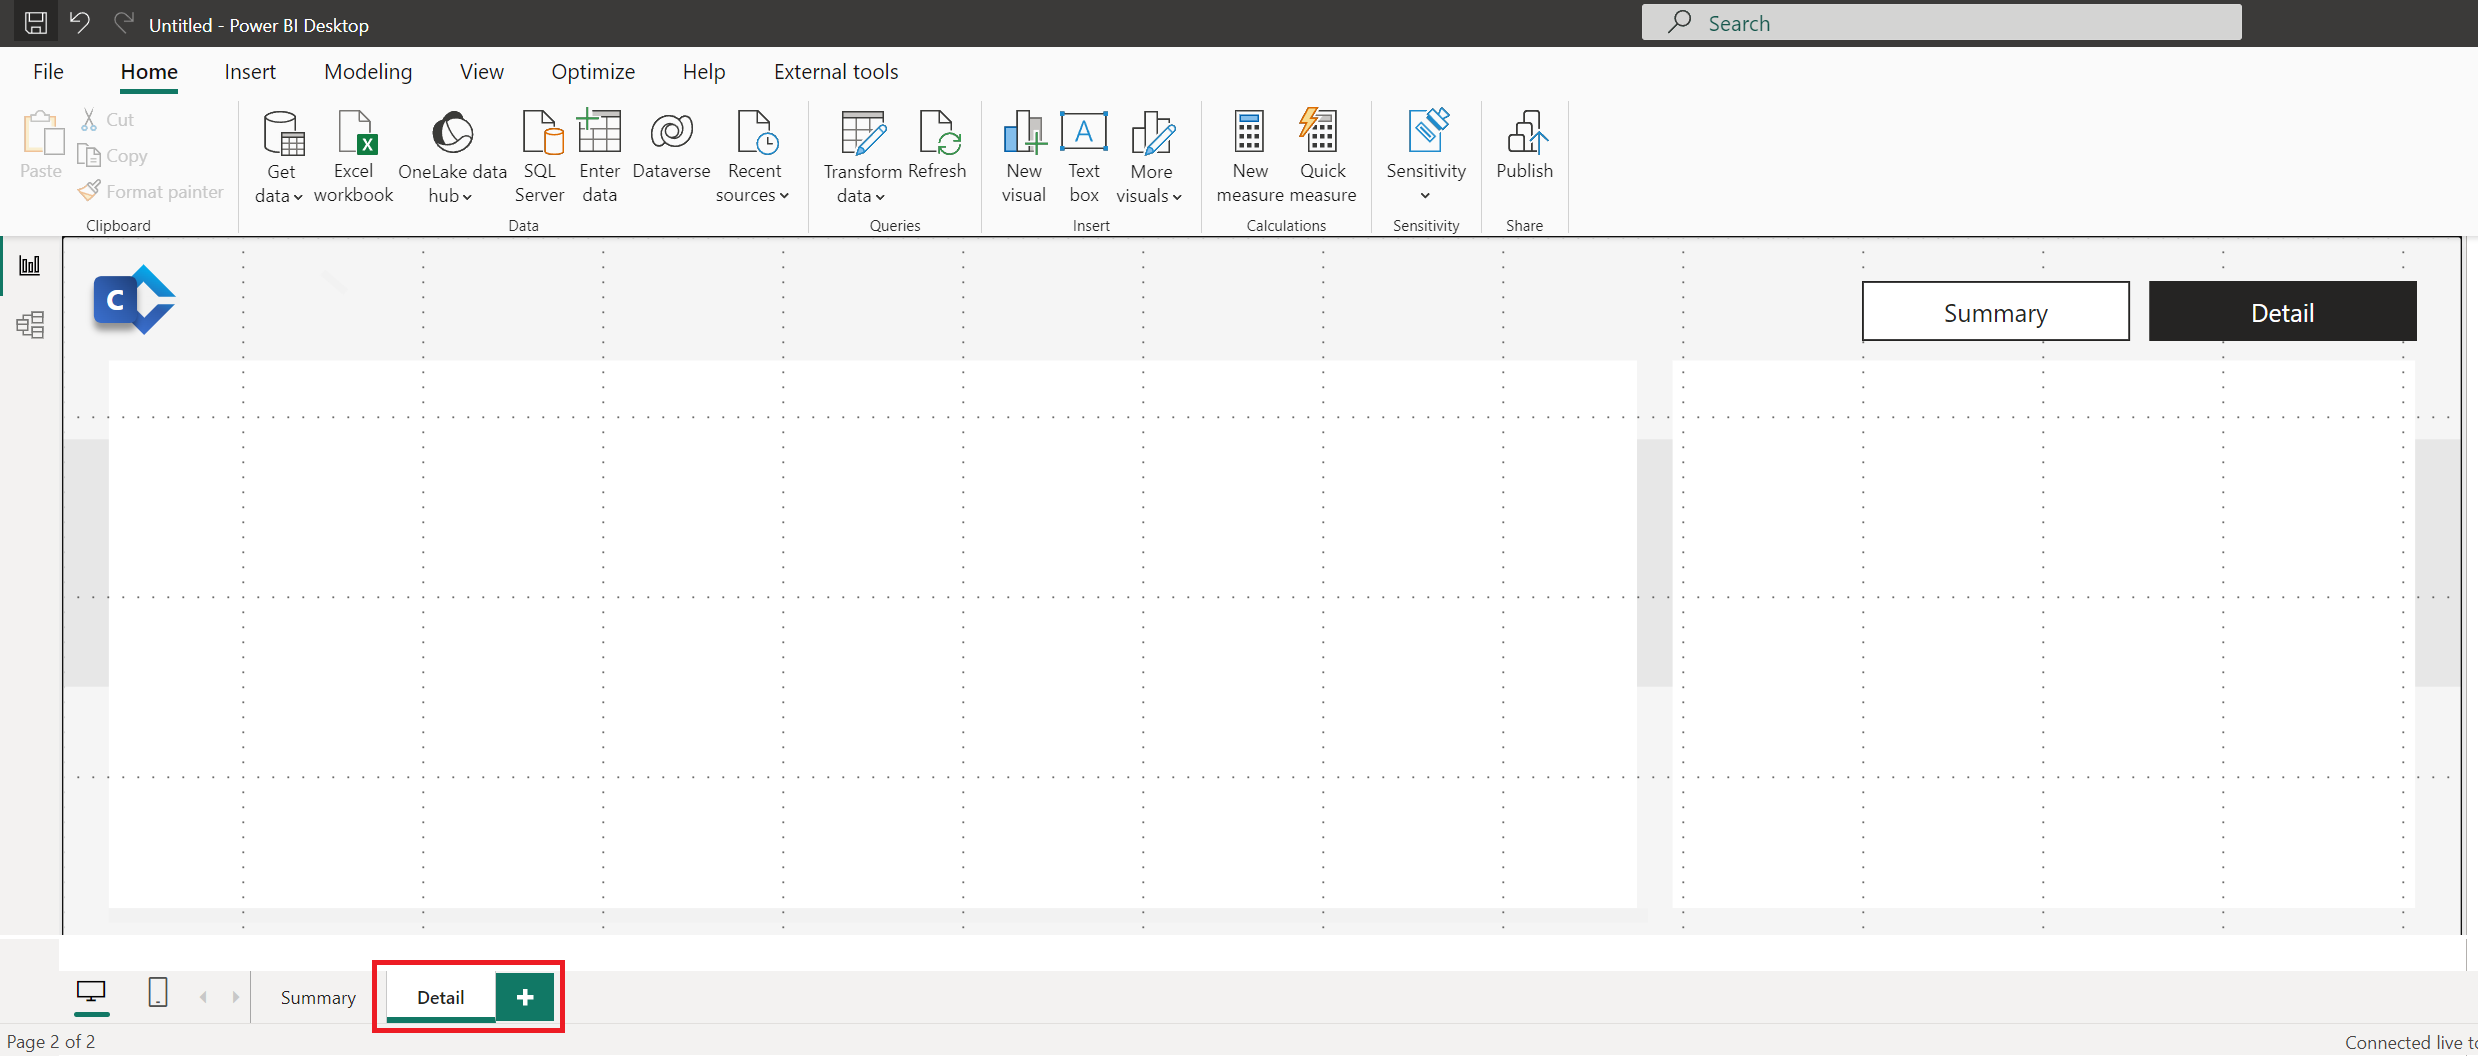 Untitled - Power BI Desktop
Search
File Home Insert Modeling View Optimize Help External tools
Paste
Cut
Copy
Format painter
Clipboard
Get data
Excel workbook
OneLake data hub
SQL Server
Enter data
Dataverse
Recent sources
Data
Transform data
Refresh
Queries
New visual
Text box
More visuals
Insert
New measure
Quick measure
Calculations
Sensitivity
Sensitivity
Publish
Share
C
Summary
Detail
Summary
Detail
Page 2 of 2
Connected live